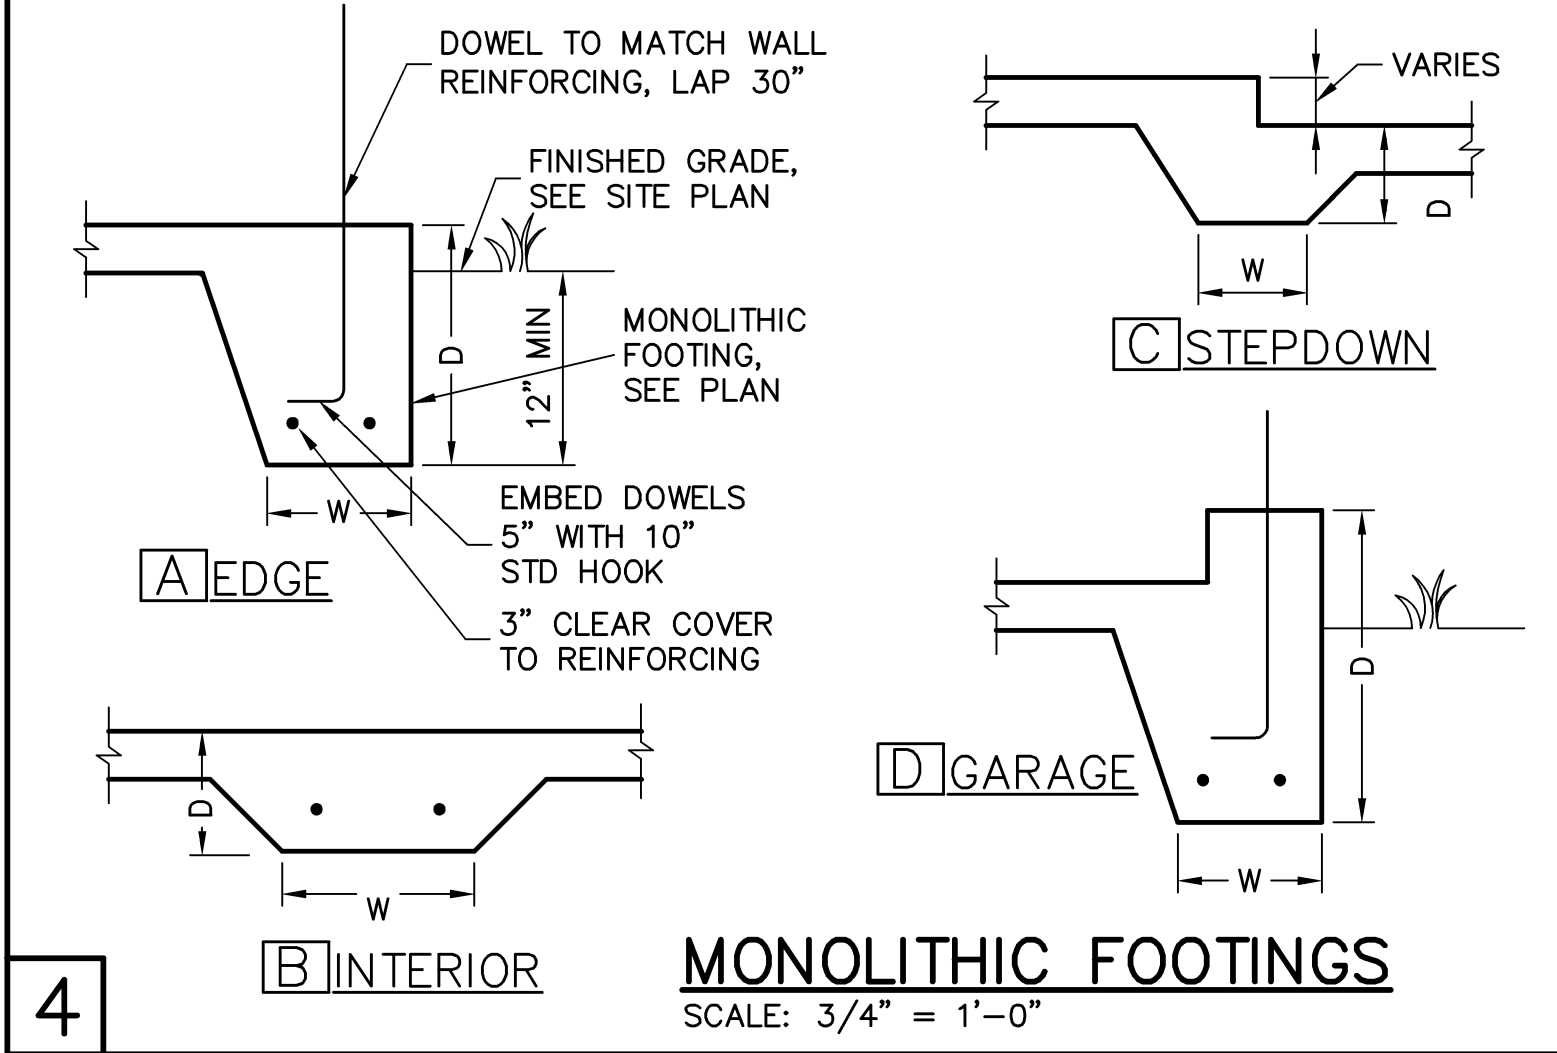 DOWEL TO MATCH WALL
REINFORCING, LAP 30”
FINISHED GRADE,
SEE SITE PLAN
D
12” MIN
MONOLITHIC
FOOTING,
SEE PLAN
W
EMBED DOWELS
5” WITH 10”
STD HOOK
3” CLEAR COVER
TO REINFORCING
A EDGE
VARIES
D
W
C STEPDOWN
D
W
B INTERIOR
D
W
D GARAGE
MONOLITHIC FOOTINGS
SCALE: 3/4” = 1’-0”
4